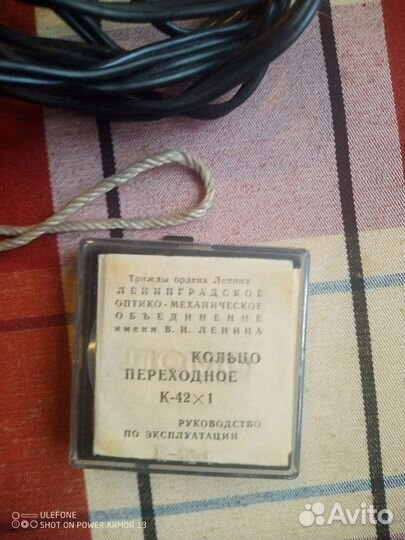 Трижды ордена Ленина
ЛЕНИНГРАДСКОЕ
ОПТИКО-МЕХАНИЧЕСКОЕ
ОБЪЕДИНЕНИЕ
имени В. И. ЛЕНИНА
КОЛЬЦО
ПЕРЕХОДНОЕ
К-42×1
РУКОВОДСТВО
ПО ЭКСПЛУАТАЦИИ
ULEFONE
SHOT ON POWER ARMOR 13
Avito